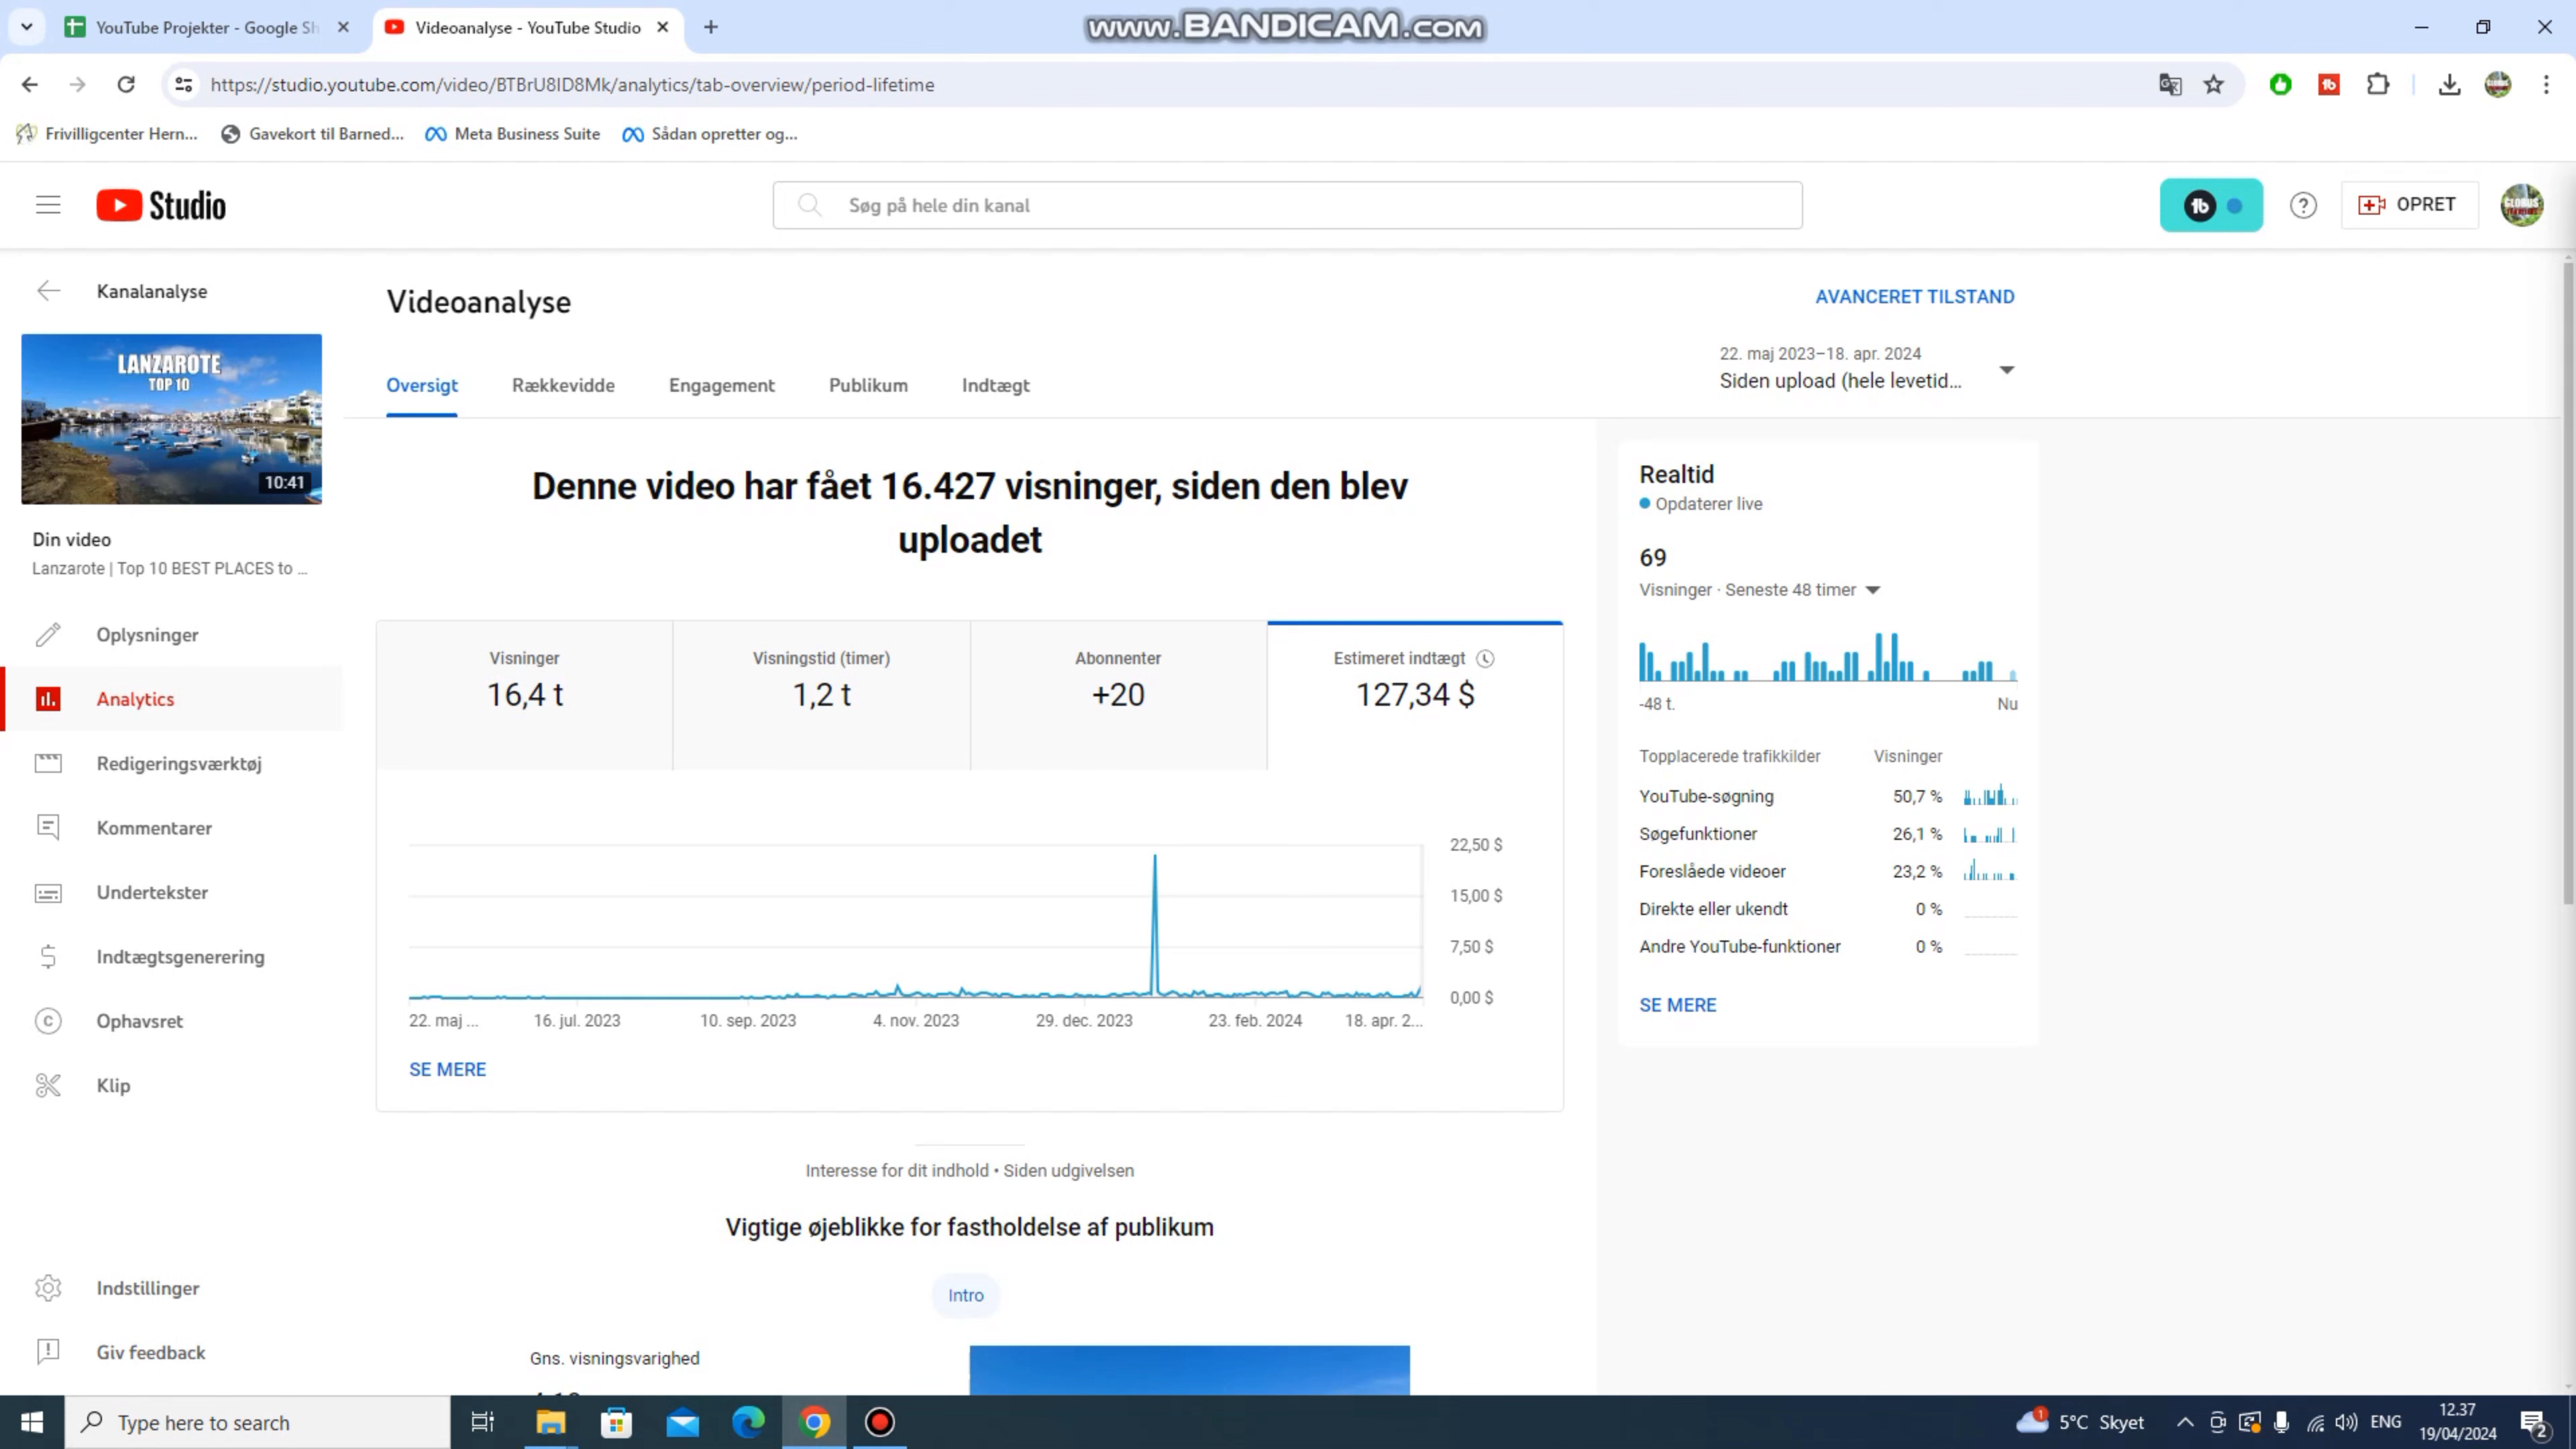 YouTube Projekter - Google Sh
Videoanalyse - YouTube Studio
www.BANDICAM.com
https://studio.youtube.com/video/BTBrU8ID8Mk/analytics/tab-overview/period-lifetime
Frivilligcenter Hern...
Gavekort til Barned...
Meta Business Suite
Sådan opretter og...
Studio
Søg på hele din kanal
OPRET
Kanalanalyse
LANZAROTE
TOP 10
10:41
Din video
Lanzarote | Top 10 BEST PLACES to ...
Oplysninger
Analytics
Redigeringsværktøj
Kommentarer
Undertekster
Indtægtsgenerering
Ophavsret
Klip
Indstillinger
Giv feedback
Videoanalyse
AVANCERET TILSTAND
22. maj 2023–18. apr. 2024
Siden upload (hele levetid...
Oversigt
Rækkevidde
Engagement
Publikum
Indtægt
Denne video har fået 16.427 visninger, siden den blev
uploadet
Visninger
16,4 t
Visningstid (timer)
1,2 t
Abonnenter
+20
Estimeret indtægt
127,34 $
22,50 $
15,00 $
7,50 $
0,00 $
22. maj ...
16. jul. 2023
10. sep. 2023
4. nov. 2023
29. dec. 2023
23. feb. 2024
18. apr. 2...
SE MERE
Interesse for dit indhold • Siden udgivelsen
Vigtige øjeblikke for fastholdelse af publikum
Intro
Gns. visningsvarighed
Realtid
Opdaterer live
69
Visninger · Seneste 48 timer
-48 t.
Nu
Topplacerede trafikkilder
Visninger
YouTube-søgning
50,7 %
Søgefunktioner
26,1 %
Foreslåede videoer
23,2 %
Direkte eller ukendt
0 %
Andre YouTube-funktioner
0 %
SE MERE
Type here to search
1
5°C Skyet
ENG
12.37
19/04/2024
2